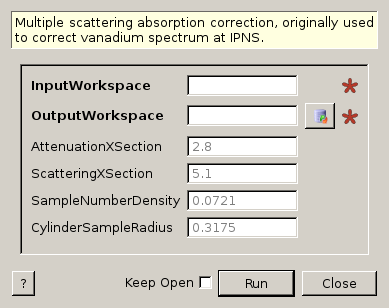 Multiple scattering absorption correction, originally used
to correct vanadium spectrum at IPNS.
InputWorkspace
OutputWorkspace
AttenuationXSection 2.8
ScatteringXSection 5.1
SampleNumberDensity 0.0721
CylinderSampleRadius 0.3175
? Keep Open Run Close